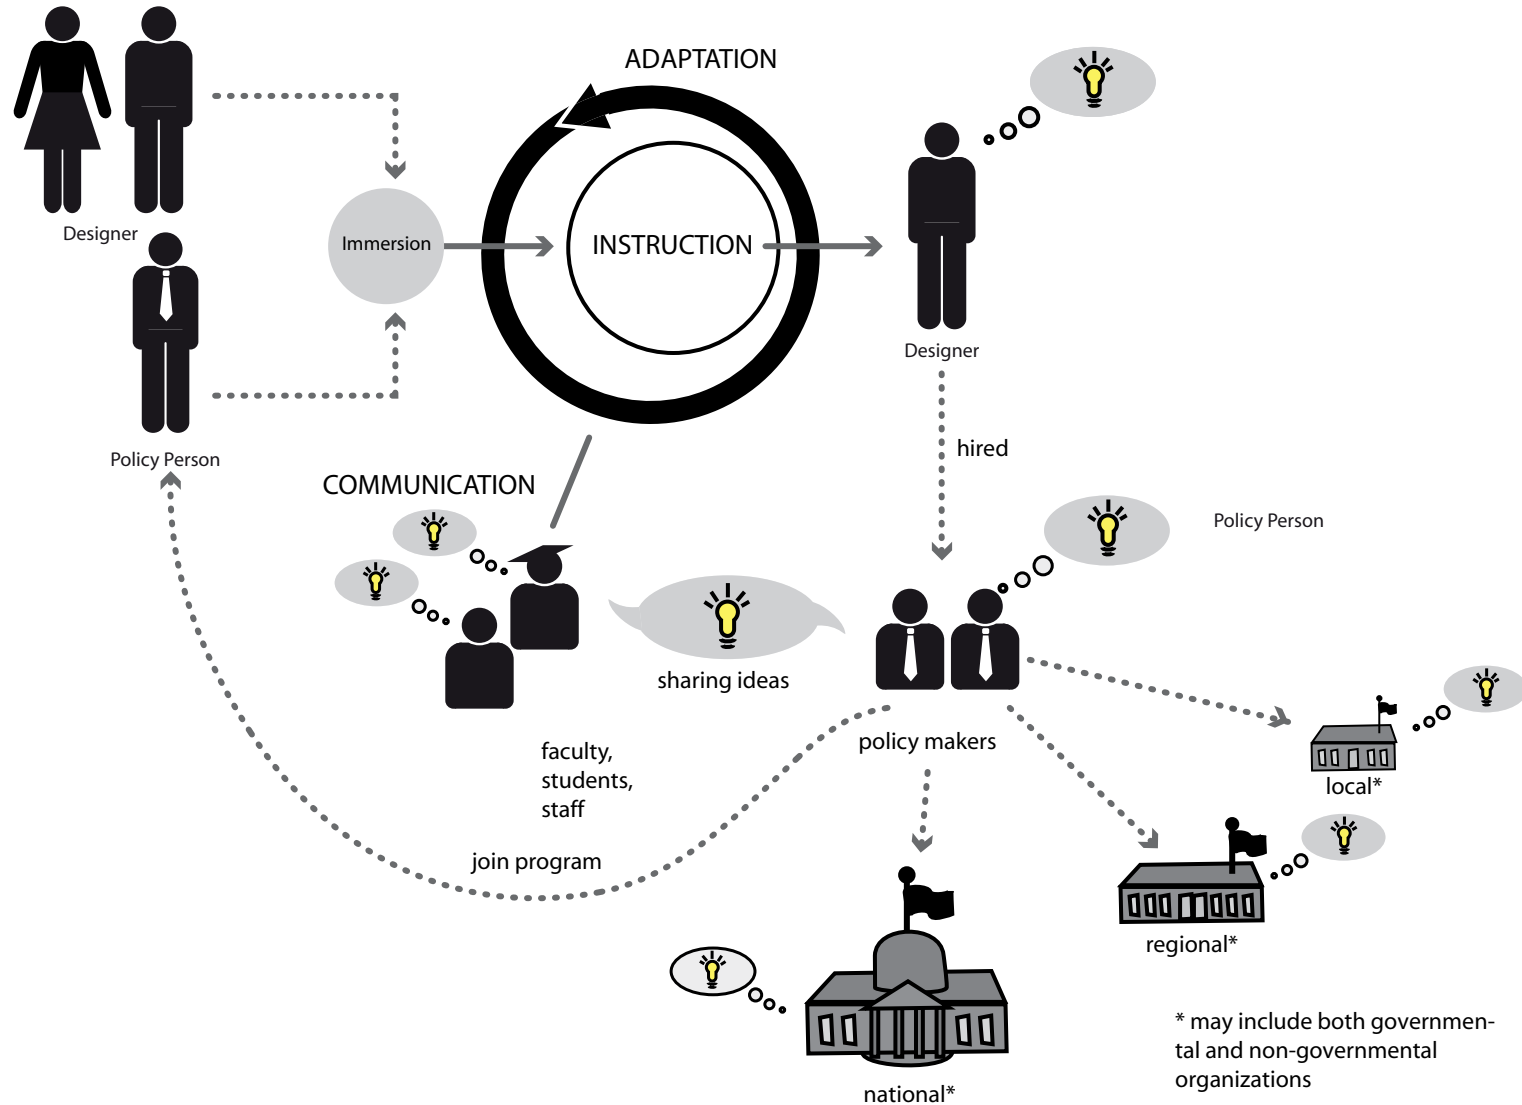 ADAPTATION
Designer
Immersion
INSTRUCTION
Designer
Policy Person
hired
COMMUNICATION
Policy Person
sharing ideas
policy makers
faculty,
students,
staff
local*
join program
regional*
national*
* may include both governmen-
tal and non-governmental
organizations